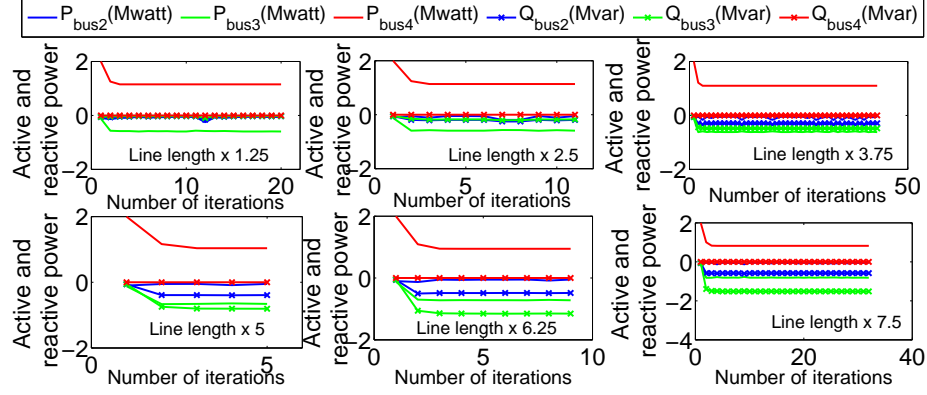 P_bus2(Mwatt) P_bus3(Mwatt) P_bus4(Mwatt) Q_bus2(Mvar) Q_bus3(Mvar) Q_bus4(Mvar)
Active and
reactive power
2
0
−2
0
10
20
Line length x 1.25
Number of iterations
Active and
reactive power
2
0
−2
0
5
10
Line length x 2.5
Number of iterations
Active and
reactive power
2
0
−2
0
50
Line length x 3.75
Number of iterations
Active and
reactive power
2
0
−2
0
5
Line length x 5
Number of iterations
Active and
reactive power
2
0
−2
0
5
10
Line length x 6.25
Number of iterations
Active and
reactive power
2
0
−2
−4
0
20
40
Line length x 7.5
Number of iterations